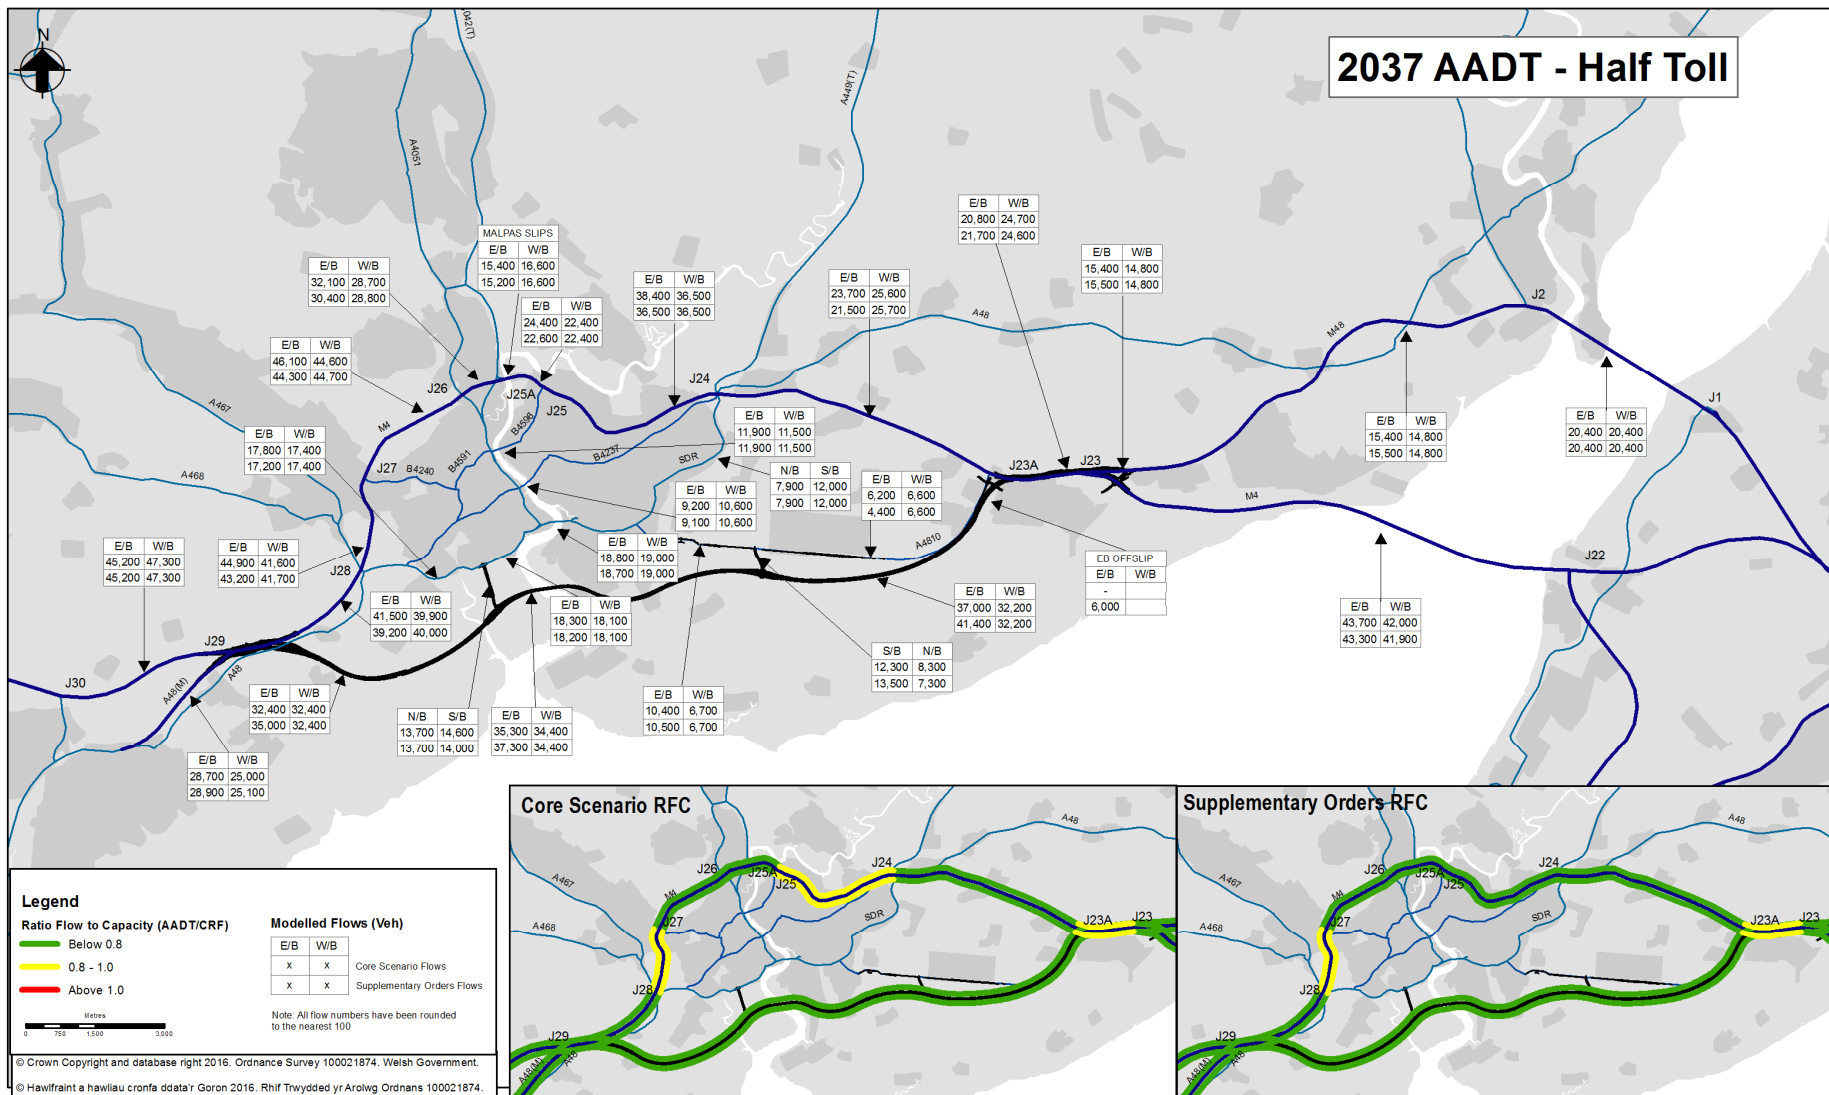 2037 AADT - Half Toll
N
A4051
A449(T)
A48
M48
J2
J1
J22
M4
J23
J23A
J24
J25
J25A
J26
J27
J28
J29
J30
A467
A468
M4
B4240
B4591
B4596
B4237
SDR
A4810
A48(M)
A48
MALPAS SLIPS
E/B W/B
15,400 16,600
15,200 16,600
E/B W/B
32,100 28,700
30,400 28,800
E/B W/B
24,400 22,400
22,600 22,400
E/B W/B
38,400 36,500
36,500 36,500
E/B W/B
23,700 25,600
21,500 25,700
E/B W/B
20,800 24,700
21,700 24,600
E/B W/B
15,400 14,800
15,500 14,800
E/B W/B
46,100 44,600
44,300 44,700
E/B W/B
15,400 14,800
15,500 14,800
E/B W/B
20,400 20,400
20,400 20,400
E/B W/B
17,800 17,400
17,200 17,400
E/B W/B
11,900 11,500
11,900 11,500
N/B S/B
7,900 12,000
7,900 12,000
E/B W/B
6,200 6,600
4,400 6,600
E/B W/B
9,200 10,600
9,100 10,600
E/B W/B
18,800 19,000
18,700 19,000
E/B W/B
45,200 47,300
45,200 47,300
E/B W/B
44,900 41,600
43,200 41,700
E/B W/B
41,500 39,900
39,200 40,000
E/B W/B
18,300 18,100
18,200 18,100
E/B W/B
37,000 32,200
41,400 32,200
EB OFFSLIP
E/B W/B
-
6,000
E/B W/B
43,700 42,000
43,300 41,900
S/B N/B
12,300 8,300
13,500 7,300
E/B W/B
32,400 32,400
35,000 32,400
N/B S/B
13,700 14,600
13,700 14,000
E/B W/B
35,300 34,400
37,300 34,400
E/B W/B
10,400 6,700
10,500 6,700
E/B W/B
28,700 25,000
28,900 25,100
Core Scenario RFC
A48
J24
J26
J25A
J25
M4
A467
J27
A468
SDR
J23A
J23
J28
J29
A48(M)
A48
Supplementary Orders RFC
A48
J24
J26
J25A
J25
M4
A467
J27
A468
SDR
J23A
J23
J28
J29
A48(M)
A48
Legend
Ratio Flow to Capacity (AADT/CRF)
Below 0.8
0.8 - 1.0
Above 1.0
Metres
0 750 1,500 3,000
Modelled Flows (Veh)
E/B W/B
x x Core Scenario Flows
x x Supplementary Orders Flows
Note: All flow numbers have been rounded
to the nearest 100
© Crown Copyright and database right 2016. Ordnance Survey 100021874. Welsh Government.
© Hawlfraint a hawliau cronfa ddata'r Goron 2016. Rhif Trwydded yr Arolwg Ordnans 100021874.